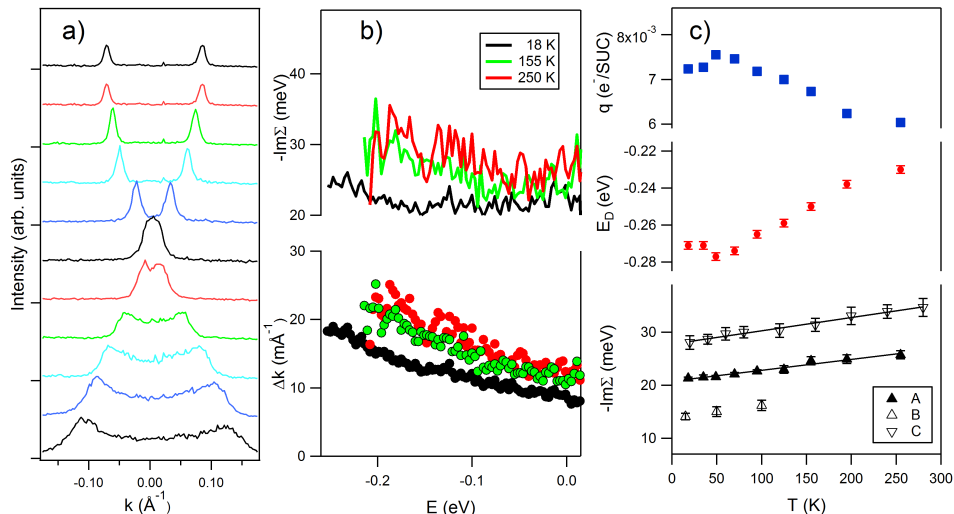 a)
Intensity (arb. units)
-0.10
0.00
0.10
k (Å⁻¹)
b)
18 K
155 K
250 K
-ImΣ (meV)
40
30
20
Δk (mÅ⁻¹)
30
20
10
0
-0.2
-0.1
0.0
E (eV)
c)
q (e⁻/SUC)
8x10⁻³
7
6
E_D (eV)
-0.22
-0.24
-0.26
-0.28
-ImΣ (meV)
30
20
10
A
B
C
0
50
100
150
200
250
300
T (K)